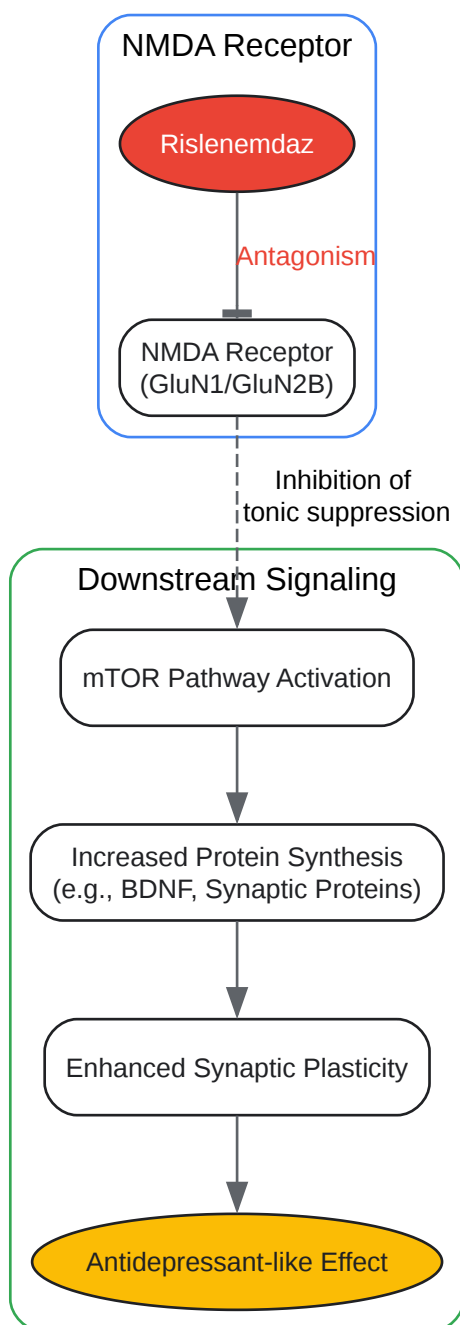 NMDA Receptor
Rislenemdaz
Antagonism
NMDA Receptor
(GluN1/GluN2B)
Inhibition of
tonic suppression
Downstream Signaling
mTOR Pathway Activation
Increased Protein Synthesis
(e.g., BDNF, Synaptic Proteins)
Enhanced Synaptic Plasticity
Antidepressant-like Effect